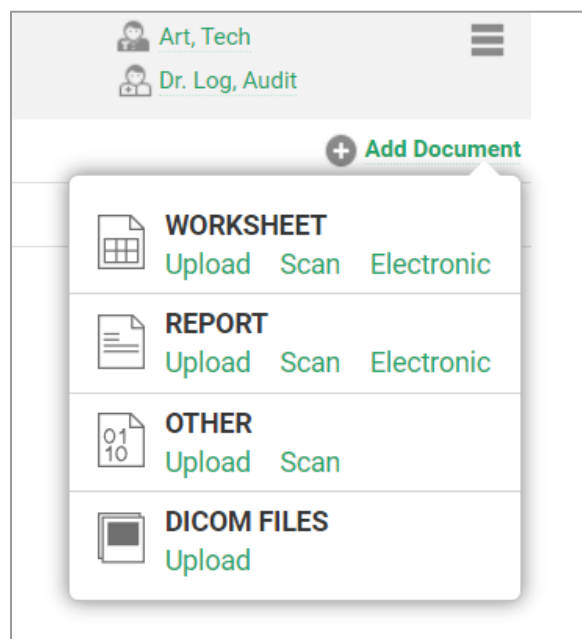 Art, Tech
Dr. Log, Audit
Add Document
WORKSHEET
Upload Scan Electronic
REPORT
Upload Scan Electronic
01
10
OTHER
Upload Scan
DICOM FILES
Upload